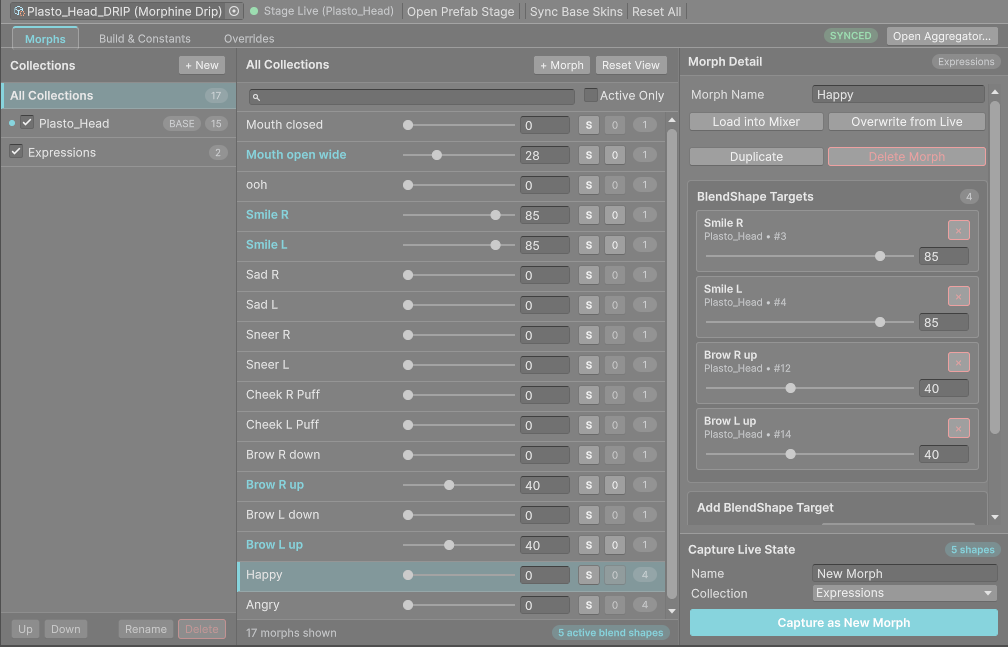 Plasto_Head_DRIP (Morphine Drip) Stage Live (Plasto_Head) Open Prefab Stage Sync Base Skins Reset All
Morphs Build & Constants Overrides SYNCED Open Aggregator...
Collections + New
All Collections 17
Plasto_Head BASE 15
Expressions 2
Up Down Rename Delete
All Collections + Morph Reset View
Active Only
Mouth closed 0 S 0 1
Mouth open wide 28 S 0 1
ooh 0 S 0 1
Smile R 85 S 0 1
Smile L 85 S 0 1
Sad R 0 S 0 1
Sad L 0 S 0 1
Sneer R 0 S 0 1
Sneer L 0 S 0 1
Cheek R Puff 0 S 0 1
Cheek L Puff 0 S 0 1
Brow R down 0 S 0 1
Brow R up 40 S 0 1
Brow L down 0 S 0 1
Brow L up 40 S 0 1
Happy 0 S 0 4
Angry 0 S 0 4
17 morphs shown 5 active blend shapes
Morph Detail Expressions
Morph Name Happy
Load into Mixer Overwrite from Live
Duplicate Delete Morph
BlendShape Targets 4
Smile R ×
Plasto_Head • #3
85
Smile L ×
Plasto_Head • #4
85
Brow R up ×
Plasto_Head • #12
40
Brow L up ×
Plasto_Head • #14
40
Add BlendShape Target
Capture Live State 5 shapes
Name New Morph
Collection Expressions
Capture as New Morph